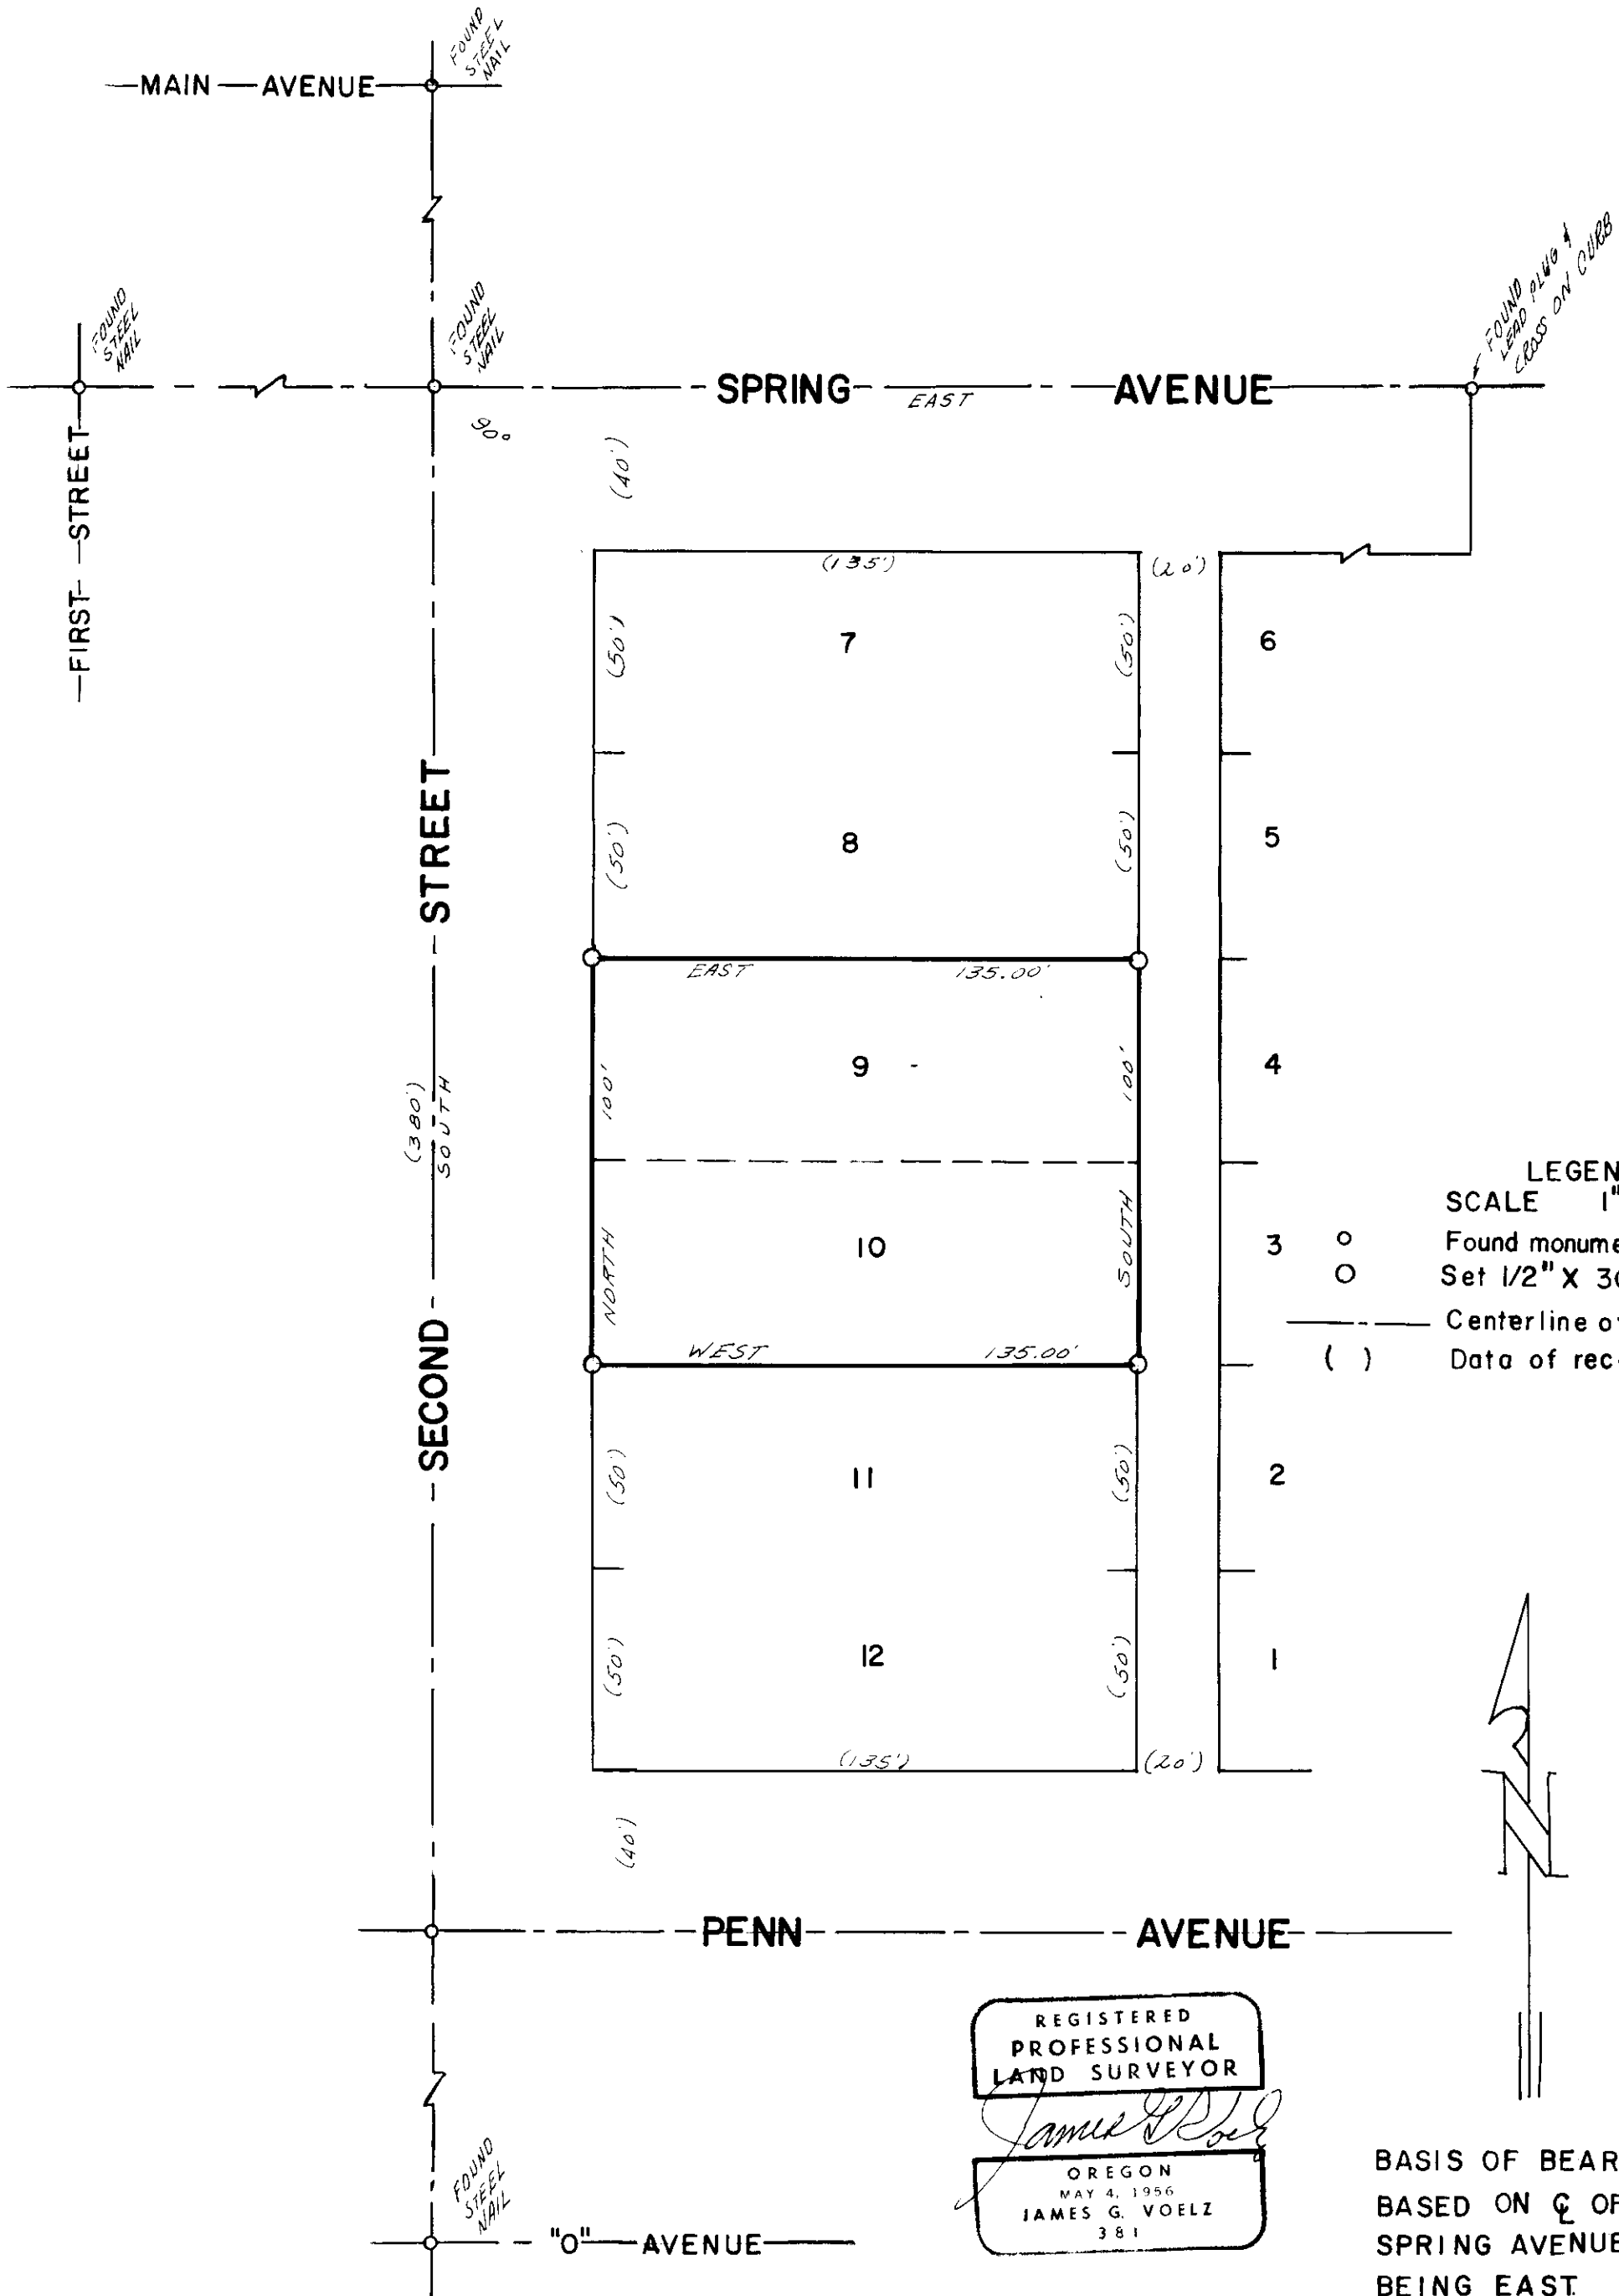 FOUND
STEEL
NAIL
MAIN AVENUE
FOUND
STEEL
NAIL
FOUND
STEEL
NAIL
FOUND
LEAD PLUG &
CROSS ON CURB
SPRING AVENUE
EAST
90°
FIRST STREET
(40')
(135')
(20')
(50')
7
(50')
6
(50')
8
(50')
5
SECOND STREET
(380')
SOUTH
EAST 135.00'
100'
9
100'
4
NORTH
10
SOUTH
3
WEST 135.00'
LEGEN
SCALE 1"
Found monume
Set 1/2" X 30
Centerline o
( ) Data of rec
(50')
11
(50')
2
(50')
12
(50')
1
(135')
(20')
(40')
N
PENN AVENUE
REGISTERED
PROFESSIONAL
LAND SURVEYOR
James G Voelz
OREGON
MAY 4, 1956
JAMES G. VOELZ
381
FOUND
STEEL
NAIL
"O" AVENUE
BASIS OF BEAR
BASED ON ℄ OF
SPRING AVENUE
BEING EAST